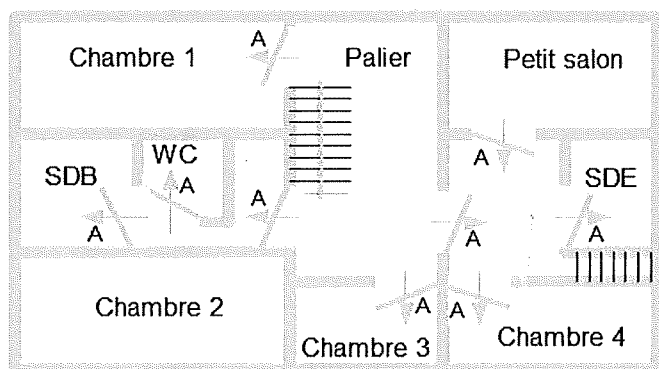 Chambre 1
A
Palier
Petit salon
SDB
WC
A
A
A
A
A
SDE
A
A
Chambre 2
A
A
Chambre 3
Chambre 4